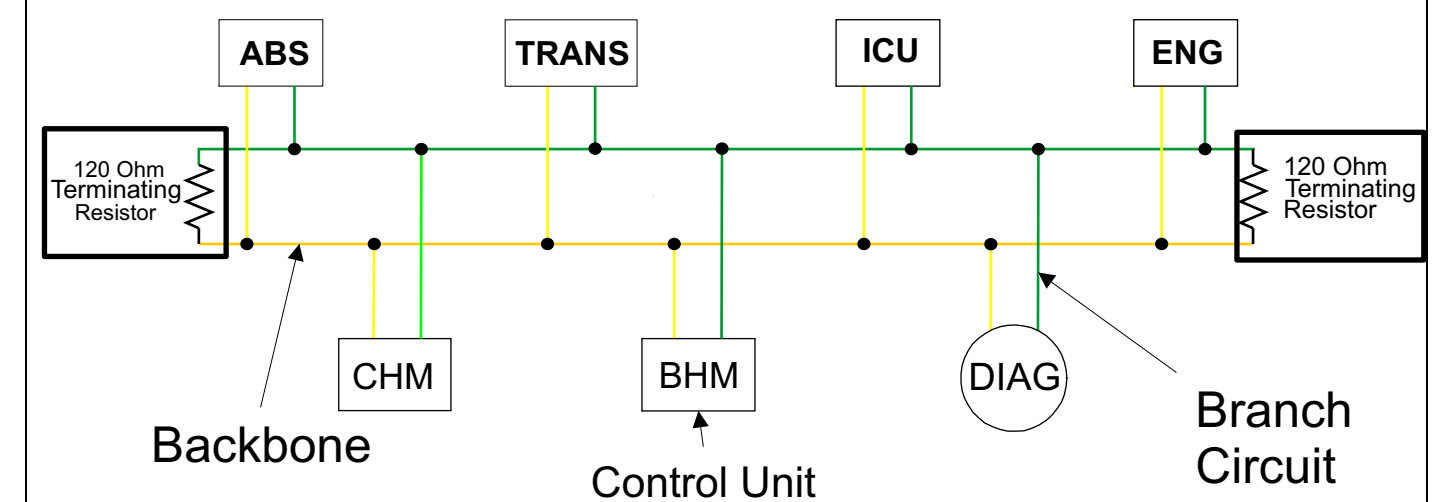 ABS
TRANS
ICU
ENG
120 Ohm
Terminating
Resistor
120 Ohm
Terminating
Resistor
CHM
BHM
DIAG
Backbone
Control Unit
Branch
Circuit